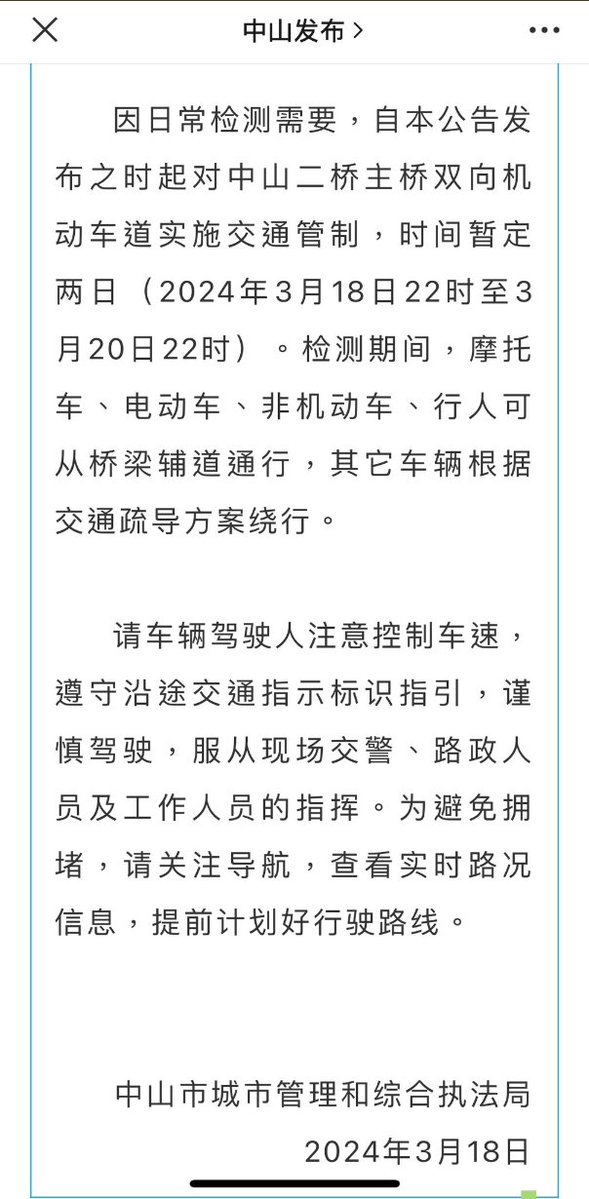 中山发布
因日常检测需要，自本公告发
布之时起对中山二桥主桥双向机
动车道实施交通管制，时间暂定
两日（2024年3月18日22时至3
月20日22时）。检测期间，摩托
车、电动车、非机动车、行人可
从桥梁辅道通行，其它车辆根据
交通疏导方案绕行。
请车辆驾驶人注意控制车速，
遵守沿途交通指示标识指引，谨
慎驾驶，服从现场交警、路政人
员及工作人员的指挥。为避免拥
堵，请关注导航，查看实时路况
信息，提前计划好行驶路线。
中山市城市管理和综合执法局
2024年3月18日